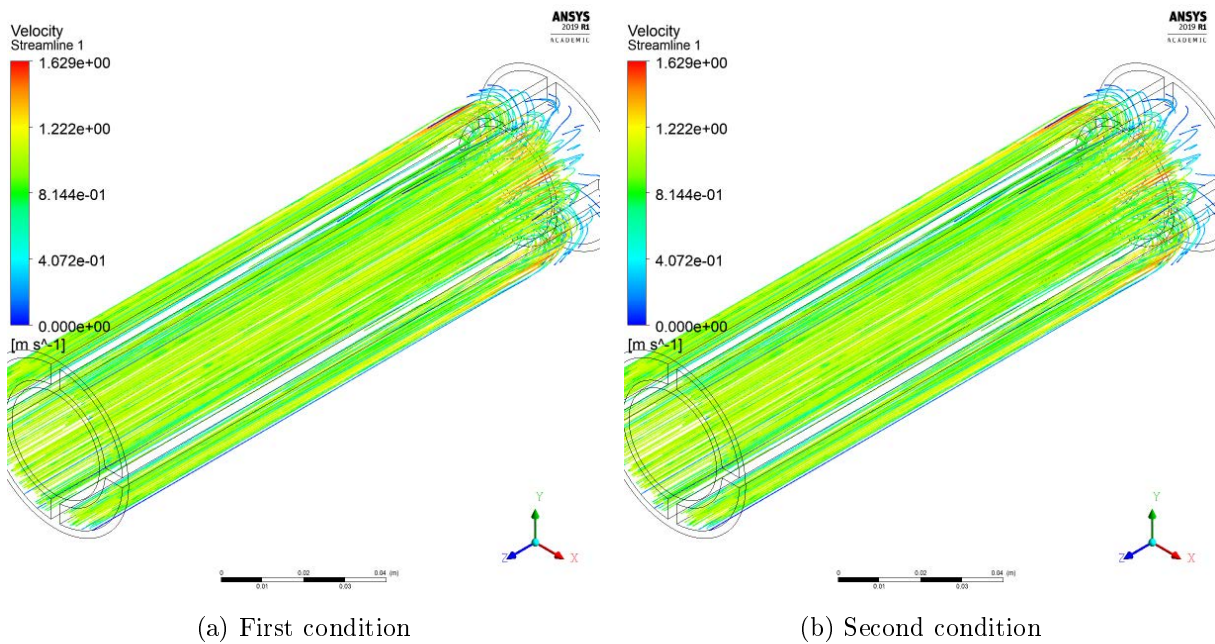 ANSYS
2019 R1
ACADEMIC
Velocity
Streamline 1
1.629e+00
1.222e+00
8.144e-01
4.072e-01
0.000e+00
[m s^-1]
Y
Z
X
0
0.02
0.04 (m)
0.01
0.03
(a) First condition
ANSYS
2019 R1
ACADEMIC
Velocity
Streamline 1
1.629e+00
1.222e+00
8.144e-01
4.072e-01
0.000e+00
[m s^-1]
Y
Z
X
0
0.02
0.04 (m)
0.01
0.03
(b) Second condition